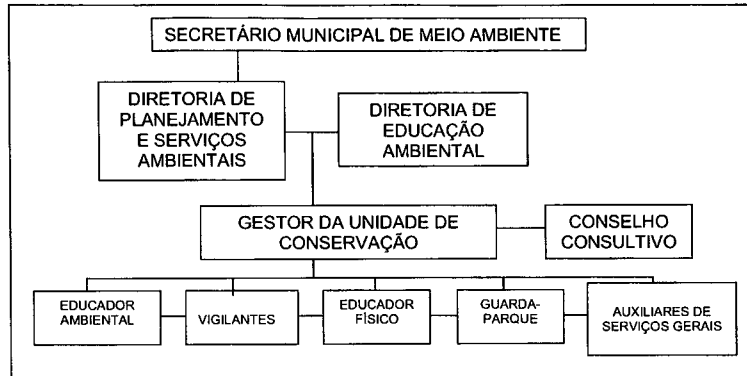 SECRETÁRIO MUNICIPAL DE MEIO AMBIENTE
DIRETORIA DE
PLANEJAMENTO
E SERVIÇOS
AMBIENTAIS
DIRETORIA DE
EDUCAÇÃO
AMBIENTAL
GESTOR DA UNIDADE DE
CONSERVAÇÃO
CONSELHO
CONSULTIVO
EDUCADOR
AMBIENTAL
VIGILANTES
EDUCADOR
FÍSICO
GUARDA-
PARQUE
AUXILIARES DE
SERVIÇOS GERAIS